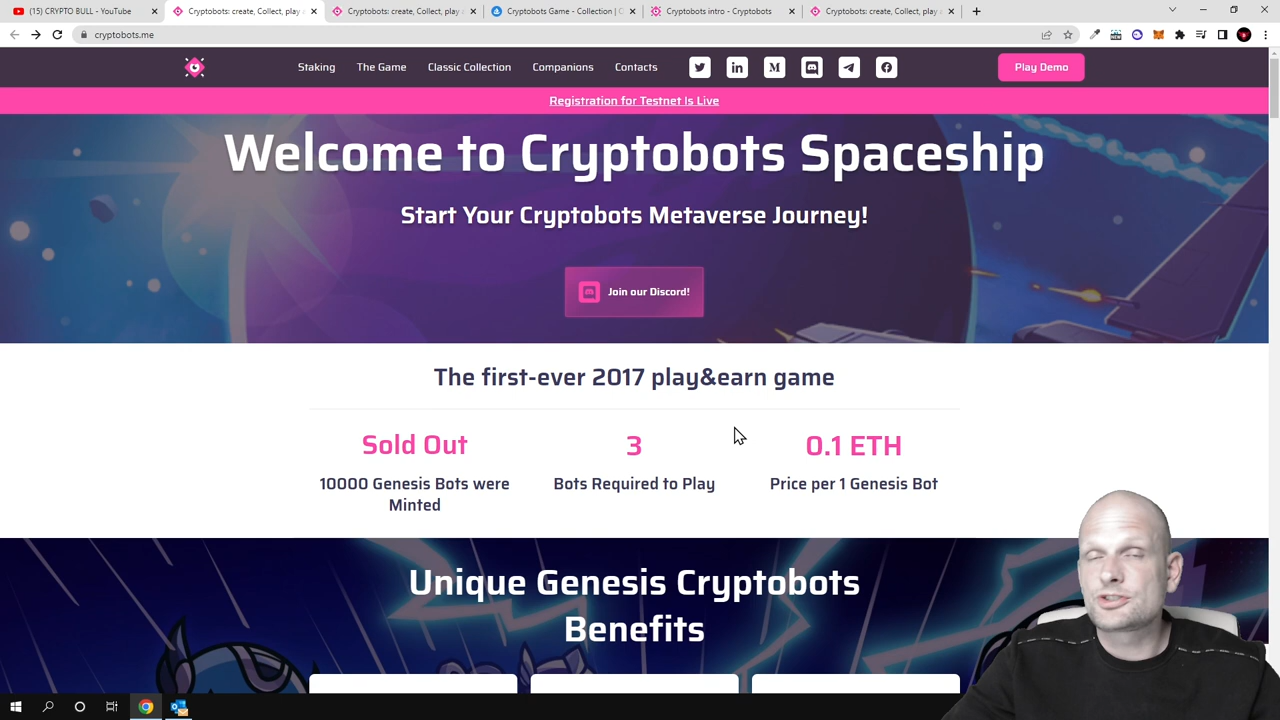 (15) CRYPTO BULL - YouTube
Cryptobots: create, Collect, play
Cryptobots: create, Collect, play
Cryptobots Game - Collection |
Cryptobots intro - Cryptobots
Cryptobots: create, Collect, play
cryptobots.me
Staking
The Game
Classic Collection
Companions
Contacts
Play Demo
Registration for Testnet Is Live
Welcome to Cryptobots Spaceship
Start Your Cryptobots Metaverse Journey!
Join our Discord!
The first-ever 2017 play&earn game
Sold Out
3
0.1 ETH
10000 Genesis Bots were
Minted
Bots Required to Play
Price per 1 Genesis Bot
Unique Genesis Cryptobots
Benefits